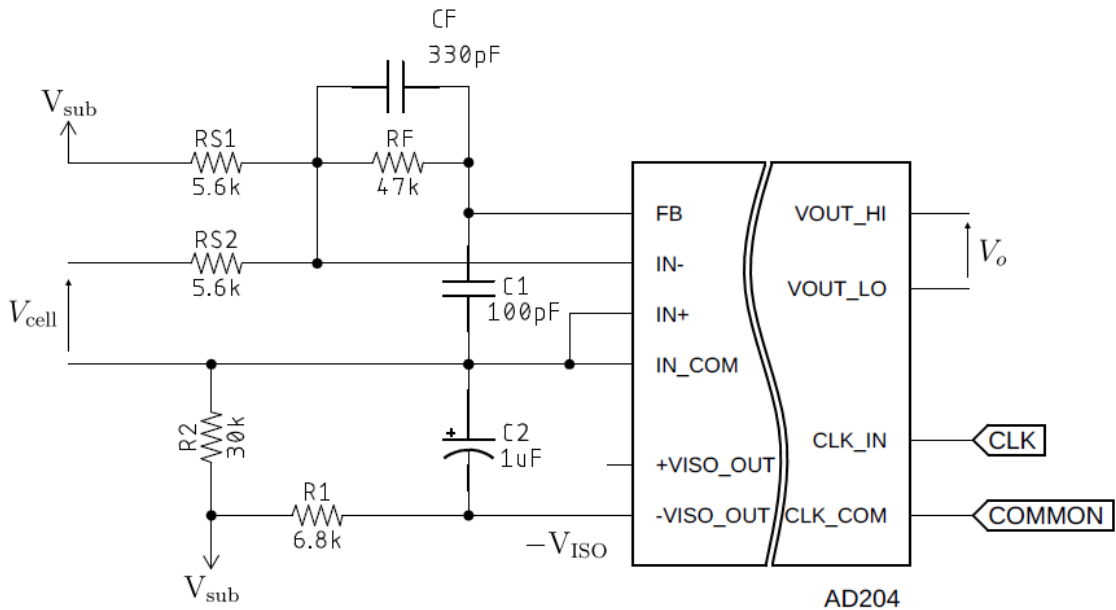 CF
330pF
Vsub
RS1
5.6k
RF
47k
RS2
5.6k
Vcell
C1
100pF
FB
IN-
IN+
IN_COM
+VISO_OUT
-VISO_OUT
VOUT_HI
VOUT_LO
CLK_IN
CLK_COM
Vo
CLK
COMMON
R2
30k
+
C2
1uF
R1
6.8k
−VISO
Vsub
AD204